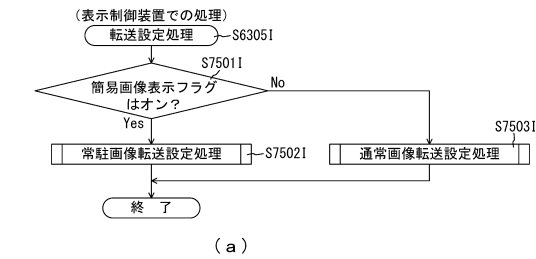 (表示制御装置での処理)
転送設定処理
S6305I
S7501I
簡易画像表示フラグ
はオン?
No
Yes
S7503I
常駐画像転送設定処理
S7502I
通常画像転送設定処理
終 了
(a)